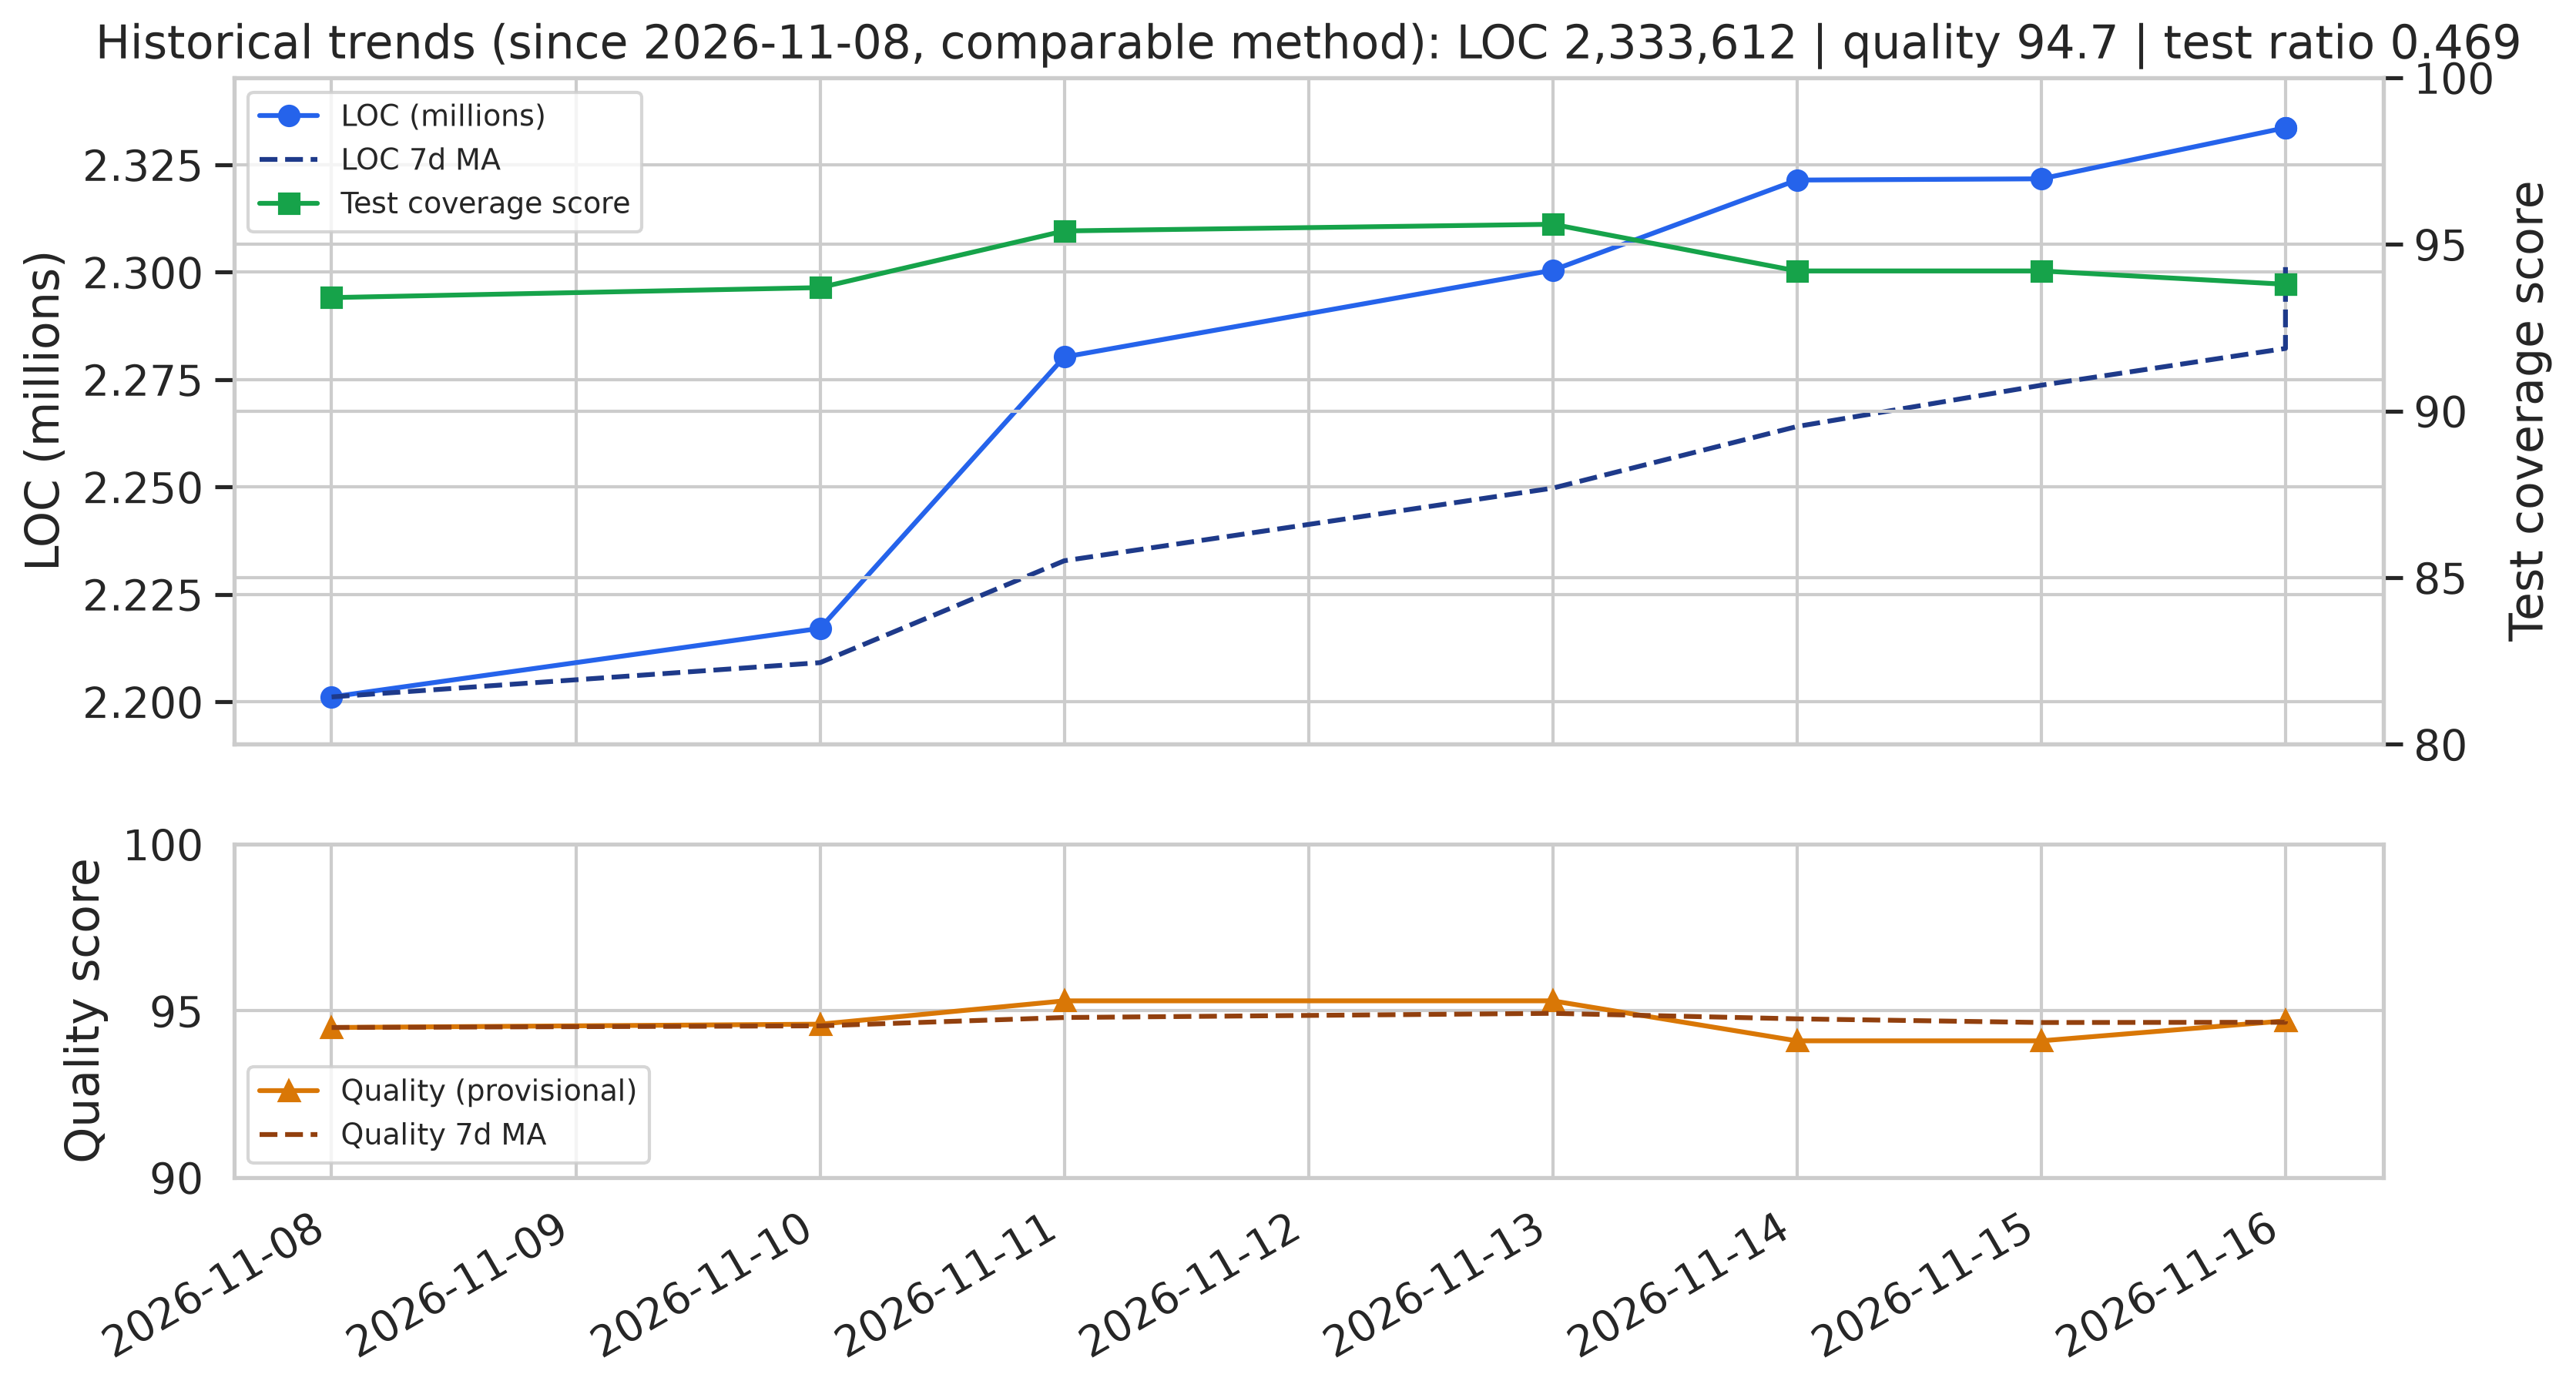 Historical trends (since 2026-11-08, comparable method): LOC 2,333,612 | quality 94.7 | test ratio 0.469
LOC (millions)
LOC 7d MA
Test coverage score
LOC (millions)
2.325
2.300
2.275
2.250
2.225
2.200
100
95
90
85
80
Test coverage score
Quality score
100
95
90
Quality (provisional)
Quality 7d MA
2026-11-08
2026-11-09
2026-11-10
2026-11-11
2026-11-12
2026-11-13
2026-11-14
2026-11-15
2026-11-16